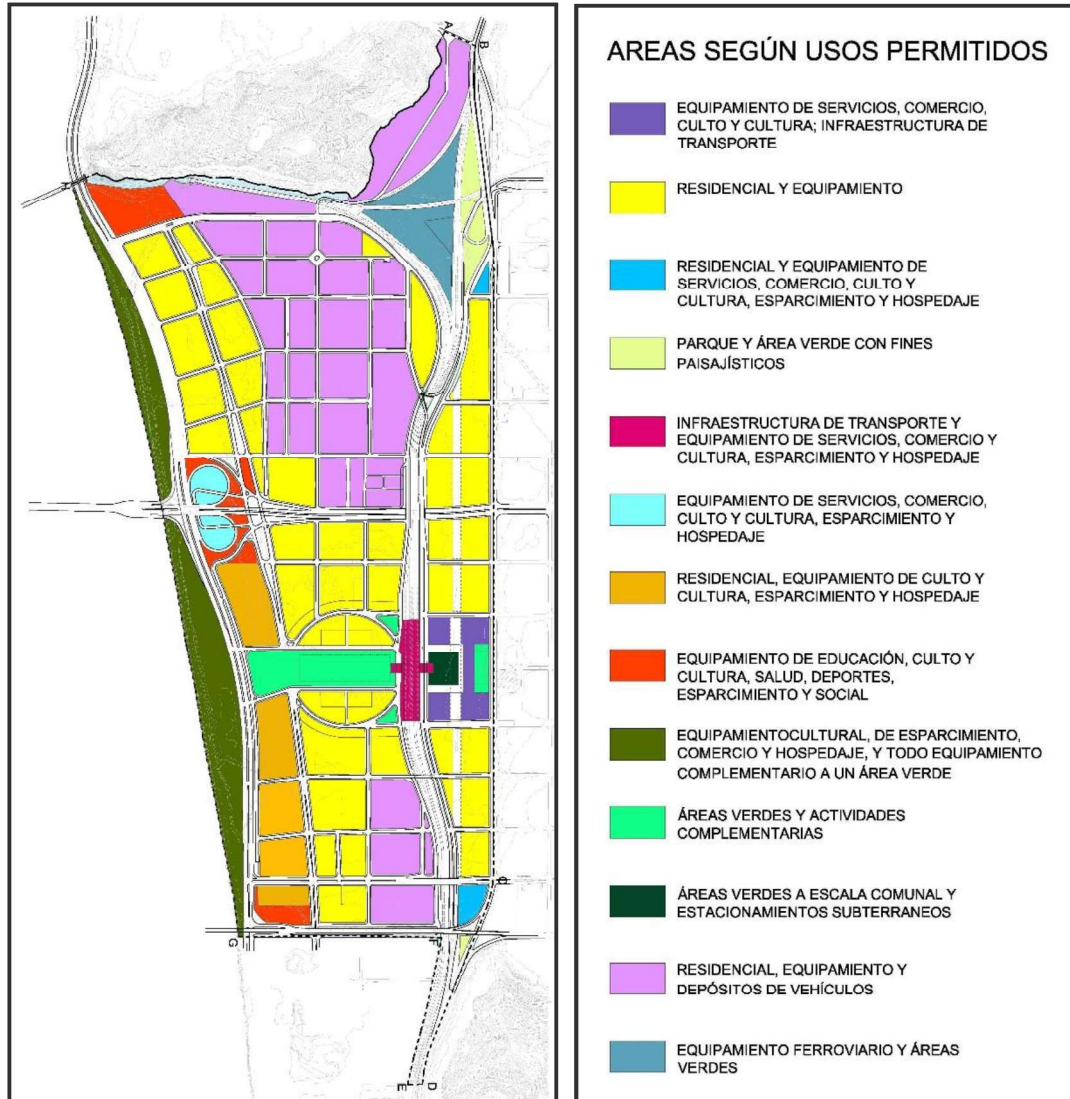 A
B
H
C
G
F
E
D
AREAS SEGÚN USOS PERMITIDOS
EQUIPAMIENTO DE SERVICIOS, COMERCIO,
CULTO Y CULTURA; INFRAESTRUCTURA DE
TRANSPORTE
RESIDENCIAL Y EQUIPAMIENTO
RESIDENCIAL Y EQUIPAMIENTO DE
SERVICIOS, COMERCIO, CULTO Y
CULTURA, ESPARCIMIENTO Y HOSPEDAJE
PARQUE Y ÁREA VERDE CON FINES
PAISAJÍSTICOS
INFRAESTRUCTURA DE TRANSPORTE Y
EQUIPAMIENTO DE SERVICIOS, COMERCIO Y
CULTURA, ESPARCIMIENTO Y HOSPEDAJE
EQUIPAMIENTO DE SERVICIOS, COMERCIO,
CULTO Y CULTURA, ESPARCIMIENTO Y
HOSPEDAJE
RESIDENCIAL, EQUIPAMIENTO DE CULTO Y
CULTURA, ESPARCIMIENTO Y HOSPEDAJE
EQUIPAMIENTO DE EDUCACIÓN, CULTO Y
CULTURA, SALUD, DEPORTES,
ESPARCIMIENTO Y SOCIAL
EQUIPAMIENTOCULTURAL, DE ESPARCIMIENTO,
COMERCIO Y HOSPEDAJE, Y TODO EQUIPAMIENTO
COMPLEMENTARIO A UN ÁREA VERDE
ÁREAS VERDES Y ACTIVIDADES
COMPLEMENTARIAS
ÁREAS VERDES A ESCALA COMUNAL Y
ESTACIONAMIENTOS SUBTERRANEOS
RESIDENCIAL, EQUIPAMIENTO Y
DEPÓSITOS DE VEHÍCULOS
EQUIPAMIENTO FERROVIARIO Y ÁREAS
VERDES